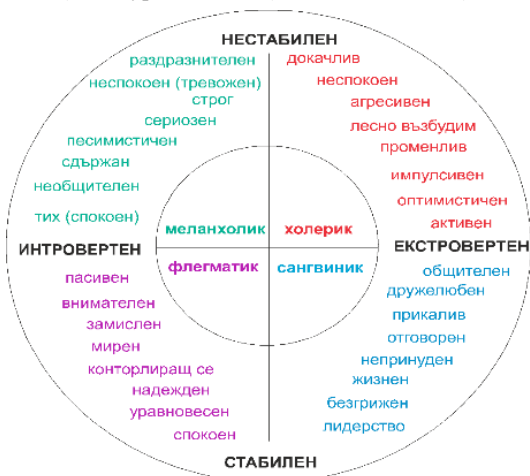 НЕСТАБИЛЕН
раздразнителен
неспокоен (тревожен)
строг
сериозен
песимистичен
сдържан
необщителен
тих (спокоен)
меланхолик
докачлив
неспокоен
агресивен
лесно възбудим
променлив
импулсивен
оптимистичен
активен
холерик
ИНТРОВЕРТЕН
ЕКСТРОВЕРТЕН
флегматик
пасивен
внимателен
замислен
мирен
конторлиращ се
надежден
уравновесен
спокоен
сангвиник
общителен
дружелюбен
прикалив
отговорен
непринуден
жизнен
безгрижен
лидерство
СТАБИЛЕН